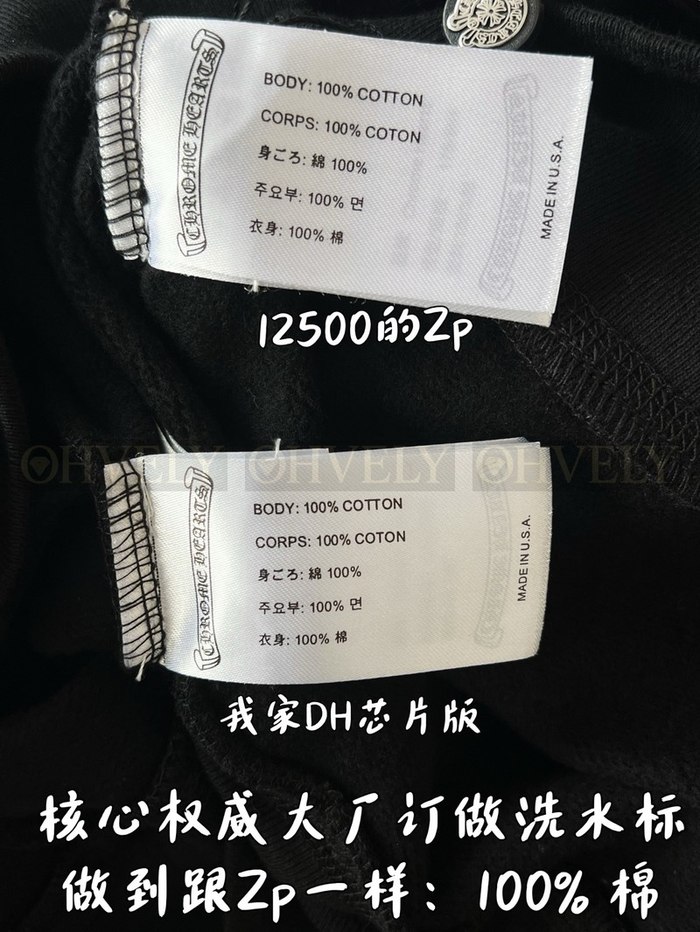 CHROME HEARTS
BODY: 100% COTTON
CORPS: 100% COTON
身ごろ: 綿 100%
주요부: 100% 면
衣身: 100% 棉
MADE IN U.S.A.
12500的Zp
OHVELY OHVELY OHVELY
CHROME HEARTS
BODY: 100% COTTON
CORPS: 100% COTON
身ごろ: 綿 100%
주요부: 100% 면
衣身: 100% 棉
MADE IN U.S.A.
我家DH芯片版
核心权威大厂订做洗水标
做到跟Zp一样: 100% 棉